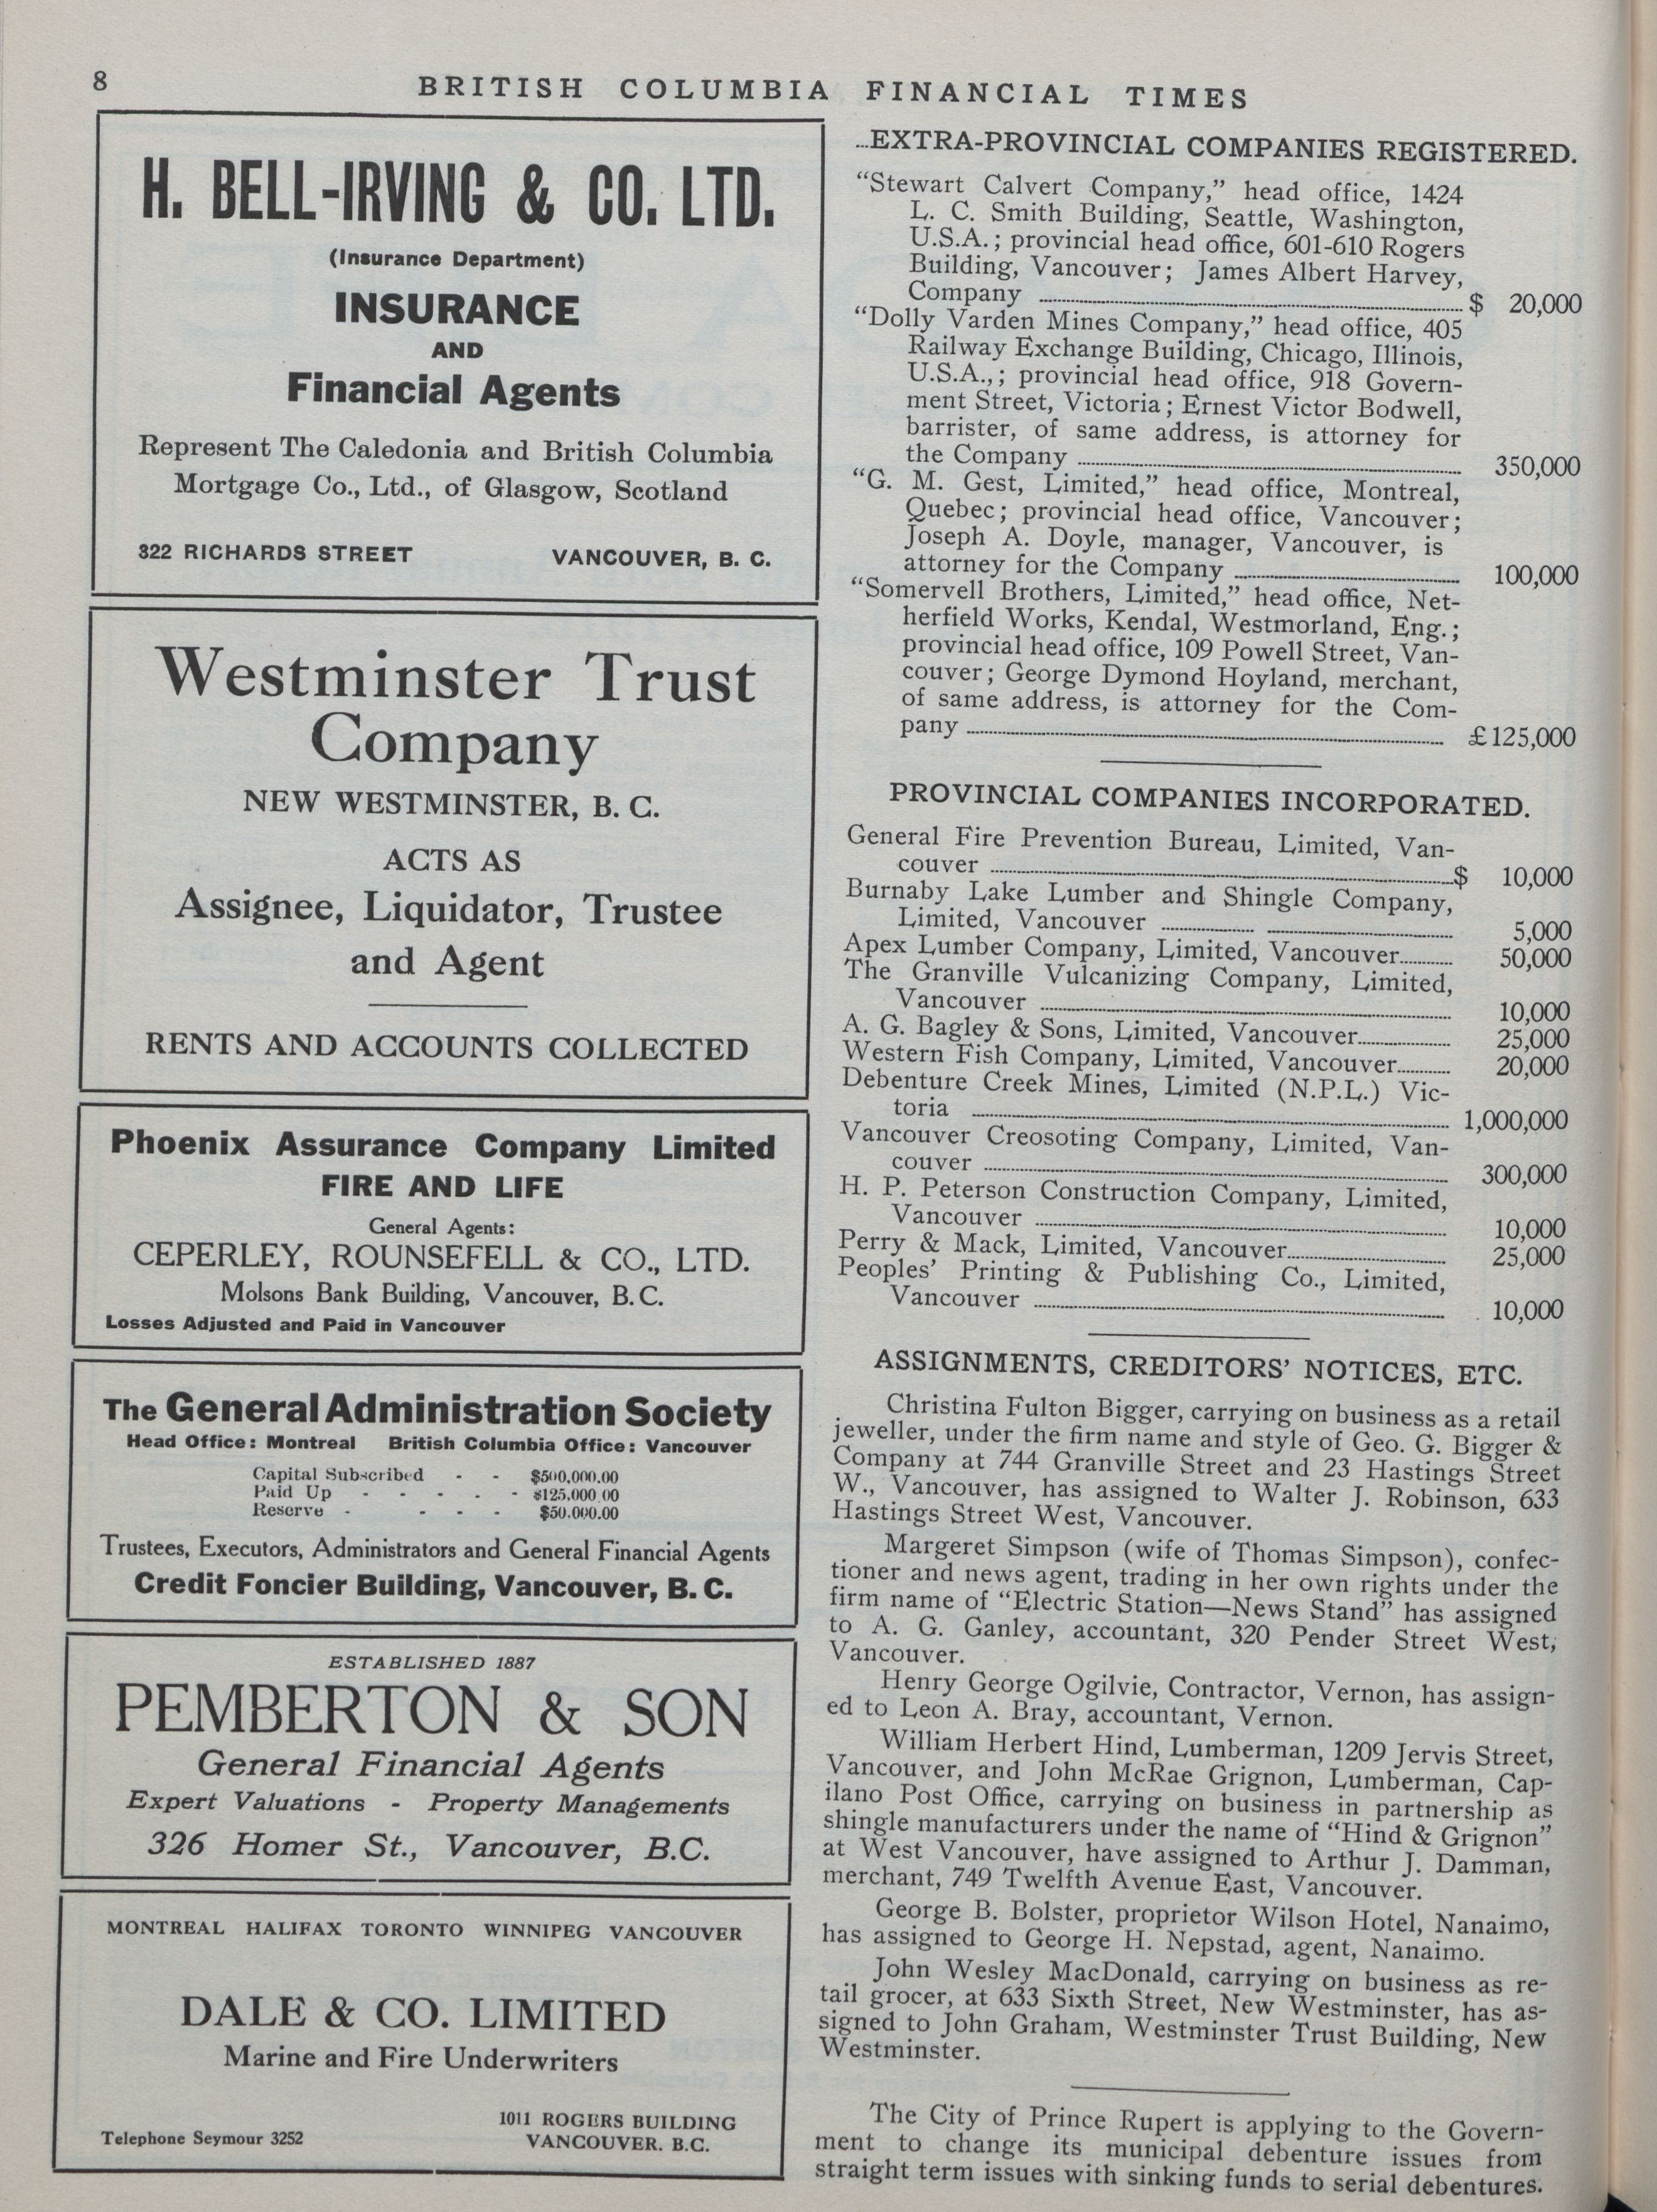 8
BRITISH COLUMBIA FINANCIAL TIMES
H. BELL-IRVING & CO. LTD.
(Insurance Department)
INSURANCE
AND
Financial Agents
Represent The Caledonia and British Columbia
Mortgage Co., Ltd., of Glasgow, Scotland
322 RICHARDS STREET VANCOUVER, B. C.
Westminster Trust
Company
NEW WESTMINSTER, B. C.
ACTS AS
Assignee, Liquidator, Trustee
and Agent
RENTS AND ACCOUNTS COLLECTED
Phoenix Assurance Company Limited
FIRE AND LIFE
General Agents:
CEPERLEY, ROUNSEFELL & CO., LTD.
Molsons Bank Building, Vancouver, B.C.
Losses Adjusted and Paid in Vancouver
The General Administration Society
Head Office: Montreal British Columbia Office: Vancouver
Capital Subscribed - - $500,000.00
Paid Up - - - - - $125,000.00
Reserve - - - - $50,000.00
Trustees, Executors, Administrators and General Financial Agents
Credit Foncier Building, Vancouver, B. C.
ESTABLISHED 1887
PEMBERTON & SON
General Financial Agents
Expert Valuations - Property Managements
326 Homer St., Vancouver, B.C.
MONTREAL HALIFAX TORONTO WINNIPEG VANCOUVER
DALE & CO. LIMITED
Marine and Fire Underwriters
1011 ROGERS BUILDING
Telephone Seymour 3252 VANCOUVER. B.C.
...EXTRA-PROVINCIAL COMPANIES REGISTERED.
"Stewart Calvert Company," head office, 1424
L. C. Smith Building, Seattle, Washington,
U.S.A.; provincial head office, 601-610 Rogers
Building, Vancouver; James Albert Harvey,
Company ........ $ 20,000
"Dolly Varden Mines Company," head office, 405
Railway Exchange Building, Chicago, Illinois,
U.S.A.,; provincial head office, 918 Govern-
ment Street, Victoria; Ernest Victor Bodwell,
barrister, of same address, is attorney for
the Company ........ 350,000
"G. M. Gest, Limited," head office, Montreal,
Quebec; provincial head office, Vancouver;
Joseph A. Doyle, manager, Vancouver, is
attorney for the Company ........ 100,000
"Somervell Brothers, Limited," head office, Net-
herfield Works, Kendal, Westmorland, Eng.;
provincial head office, 109 Powell Street, Van-
couver; George Dymond Hoyland, merchant,
of same address, is attorney for the Com-
pany ........ £125,000
PROVINCIAL COMPANIES INCORPORATED.
General Fire Prevention Bureau, Limited, Van-
couver ........ $ 10,000
Burnaby Lake Lumber and Shingle Company,
Limited, Vancouver ........ 5,000
Apex Lumber Company, Limited, Vancouver........ 50,000
The Granville Vulcanizing Company, Limited,
Vancouver ........ 10,000
A. G. Bagley & Sons, Limited, Vancouver........ 25,000
Western Fish Company, Limited, Vancouver........ 20,000
Debenture Creek Mines, Limited (N.P.L.) Vic-
toria ........ 1,000,000
Vancouver Creosoting Company, Limited, Van-
couver ........ 300,000
H. P. Peterson Construction Company, Limited,
Vancouver ........ 10,000
Perry & Mack, Limited, Vancouver........ 25,000
Peoples' Printing & Publishing Co., Limited,
Vancouver ........ 10,000
ASSIGNMENTS, CREDITORS' NOTICES, ETC.
Christina Fulton Bigger, carrying on business as a retail
jeweller, under the firm name and style of Geo. G. Bigger &
Company at 744 Granville Street and 23 Hastings Street
W., Vancouver, has assigned to Walter J. Robinson, 633
Hastings Street West, Vancouver.
Margeret Simpson (wife of Thomas Simpson), confec-
tioner and news agent, trading in her own rights under the
firm name of "Electric Station—News Stand" has assigned
to A. G. Ganley, accountant, 320 Pender Street West,
Vancouver.
Henry George Ogilvie, Contractor, Vernon, has assign-
ed to Leon A. Bray, accountant, Vernon.
William Herbert Hind, Lumberman, 1209 Jervis Street,
Vancouver, and John McRae Grignon, Lumberman, Cap-
ilano Post Office, carrying on business in partnership as
shingle manufacturers under the name of "Hind & Grignon"
at West Vancouver, have assigned to Arthur J. Damman,
merchant, 749 Twelfth Avenue East, Vancouver.
George B. Bolster, proprietor Wilson Hotel, Nanaimo,
has assigned to George H. Nepstad, agent, Nanaimo.
John Wesley MacDonald, carrying on business as re-
tail grocer, at 633 Sixth Street, New Westminster, has as-
signed to John Graham, Westminster Trust Building, New
Westminster.
The City of Prince Rupert is applying to the Govern-
ment to change its municipal debenture issues from
straight term issues with sinking funds to serial debentures.